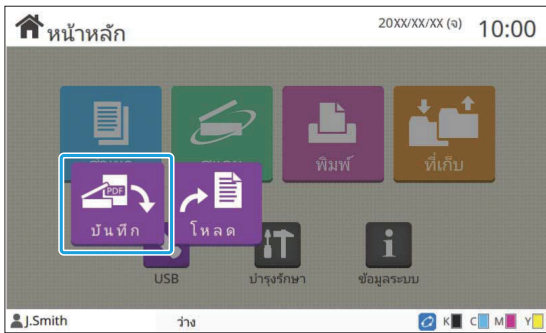 หน้าหลัก
20XX/XX/XX (จ) 10:00
พิมพ์
ที่เก็บ
PDF
บันทึก
โหลด
USB
บำรุงรักษา
ข้อมูลระบบ
J.Smith
ว่าง
K C M Y